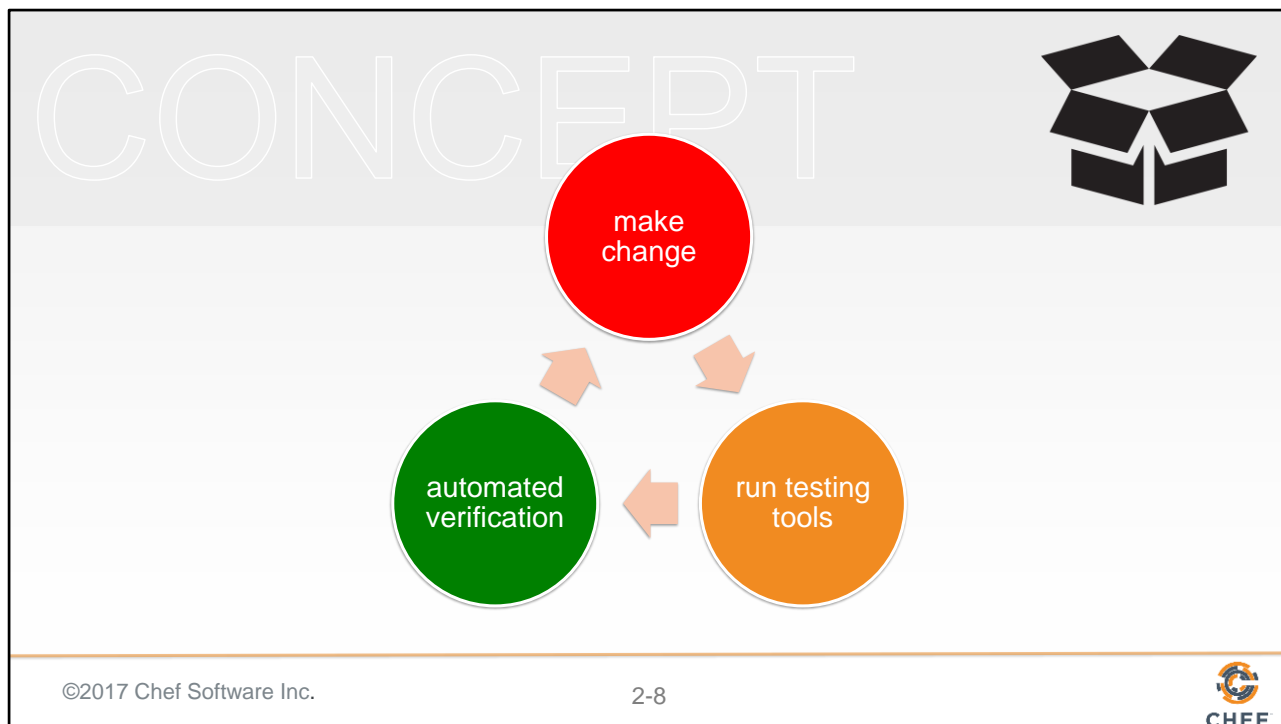 CONCEPT
make
change
automated
verification
run testing
tools
©2017 Chef Software Inc.
2-8
CHEF